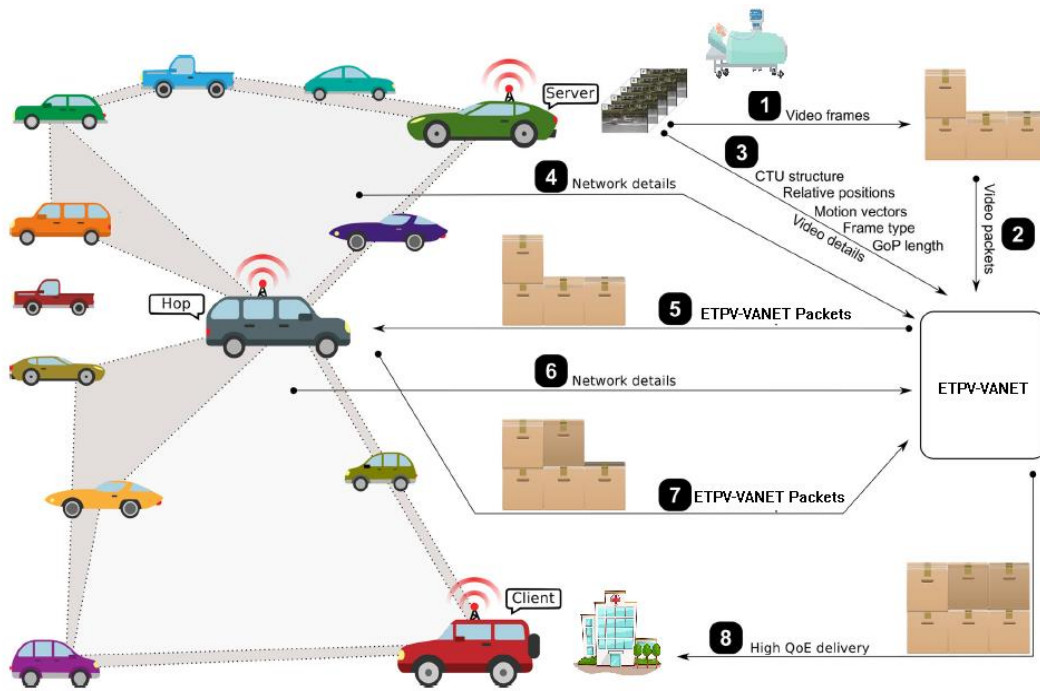 Server
1
Video frames
3
CTU structure
Relative positions
Motion vectors
Frame type
GoP length
Video details
Video packets
2
4
Network details
Hop
5
ETPV-VANET Packets
6
Network details
ETPV-VANET
7
ETPV-VANET Packets
Client
8
High QoE delivery